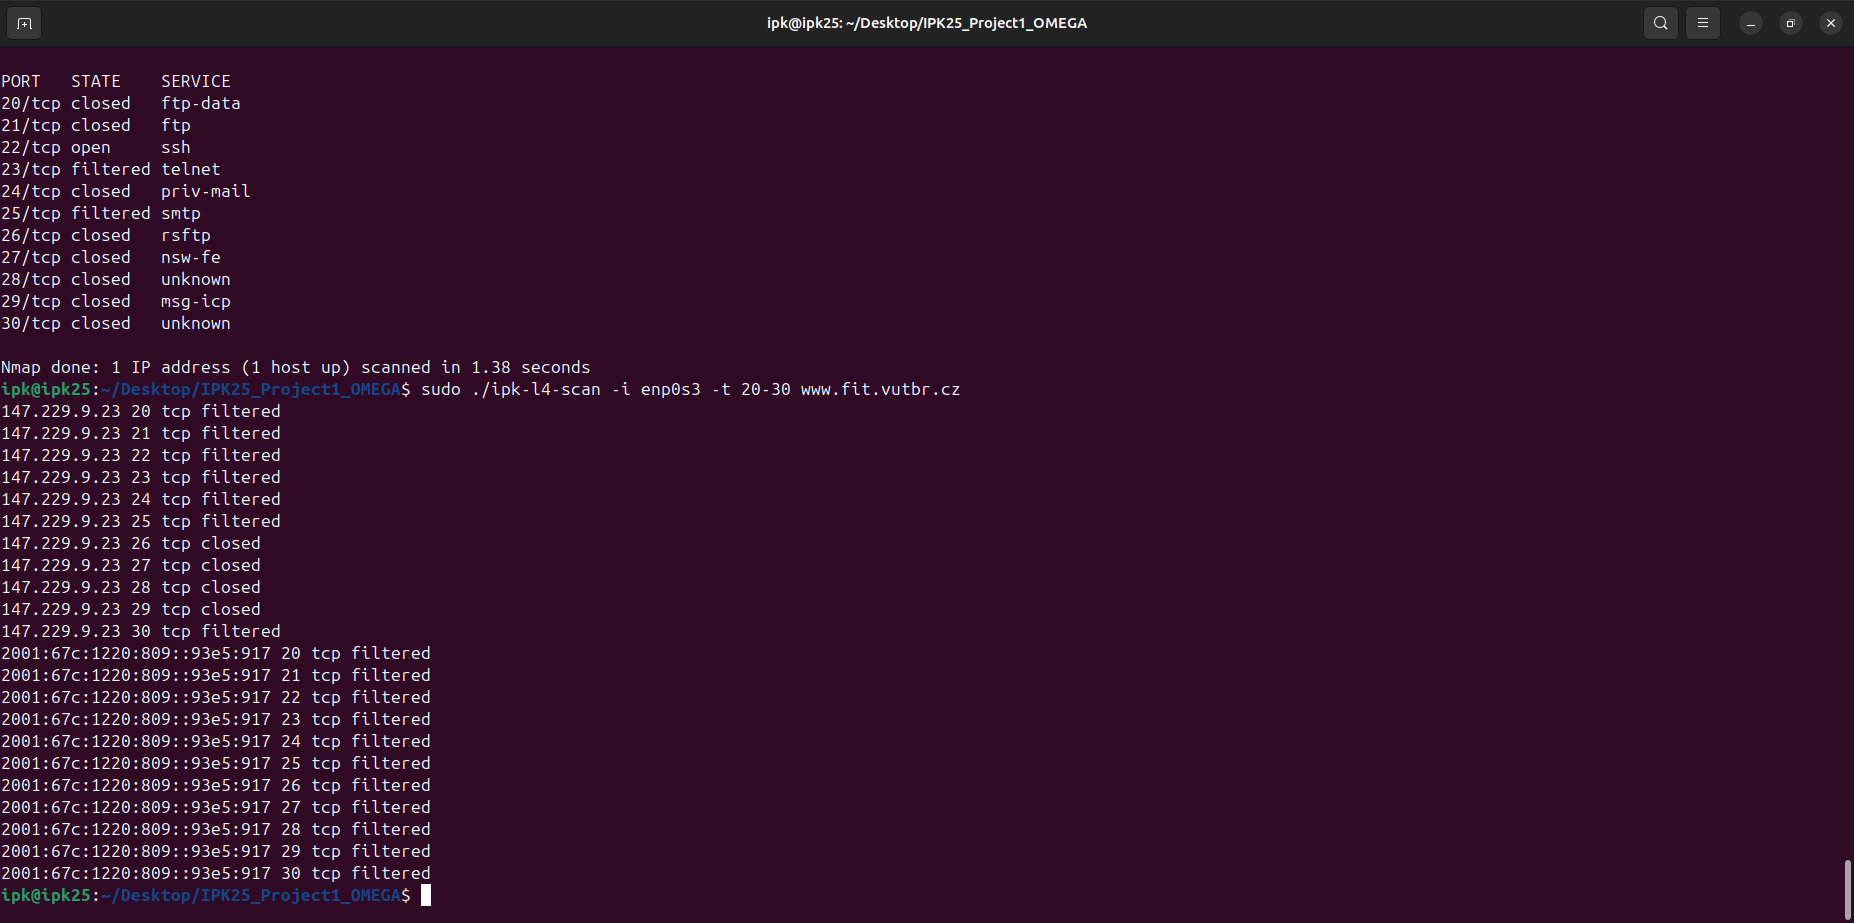 ipk@ipk25: ~/Desktop/IPK25_Project1_OMEGA
PORT   STATE    SERVICE
20/tcp closed   ftp-data
21/tcp closed   ftp
22/tcp open     ssh
23/tcp filtered telnet
24/tcp closed   priv-mail
25/tcp filtered smtp
26/tcp closed   rsftp
27/tcp closed   nsw-fe
28/tcp closed   unknown
29/tcp closed   msg-icp
30/tcp closed   unknown
Nmap done: 1 IP address (1 host up) scanned in 1.38 seconds
ipk@ipk25:~/Desktop/IPK25_Project1_OMEGA$ sudo ./ipk-l4-scan -i enp0s3 -t 20-30 www.fit.vutbr.cz
147.229.9.23 20 tcp filtered
147.229.9.23 21 tcp filtered
147.229.9.23 22 tcp filtered
147.229.9.23 23 tcp filtered
147.229.9.23 24 tcp filtered
147.229.9.23 25 tcp filtered
147.229.9.23 26 tcp closed
147.229.9.23 27 tcp closed
147.229.9.23 28 tcp closed
147.229.9.23 29 tcp closed
147.229.9.23 30 tcp filtered
2001:67c:1220:809::93e5:917 20 tcp filtered
2001:67c:1220:809::93e5:917 21 tcp filtered
2001:67c:1220:809::93e5:917 22 tcp filtered
2001:67c:1220:809::93e5:917 23 tcp filtered
2001:67c:1220:809::93e5:917 24 tcp filtered
2001:67c:1220:809::93e5:917 25 tcp filtered
2001:67c:1220:809::93e5:917 26 tcp filtered
2001:67c:1220:809::93e5:917 27 tcp filtered
2001:67c:1220:809::93e5:917 28 tcp filtered
2001:67c:1220:809::93e5:917 29 tcp filtered
2001:67c:1220:809::93e5:917 30 tcp filtered
ipk@ipk25:~/Desktop/IPK25_Project1_OMEGA$